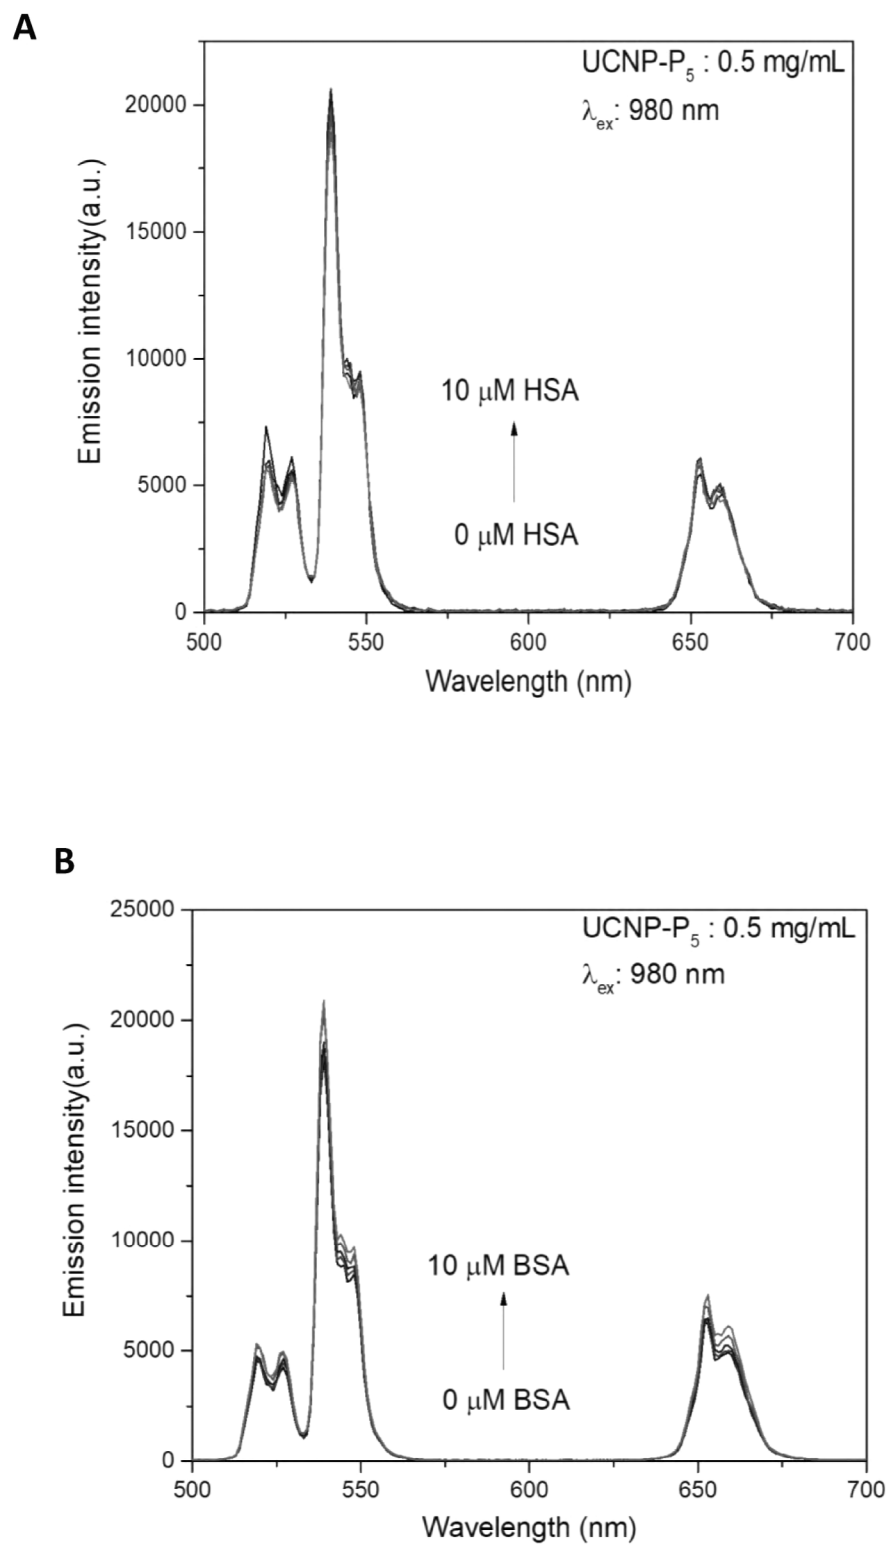 A
UCNP-P5 : 0.5 mg/mL
λex: 980 nm
20000
15000
10000
5000
0
Emission intensity(a.u.)
10 μM HSA
0 μM HSA
500
550
600
650
700
Wavelength (nm)
B
UCNP-P5 : 0.5 mg/mL
λex: 980 nm
25000
20000
15000
10000
5000
0
Emission intensity(a.u.)
10 μM BSA
0 μM BSA
500
550
600
650
700
Wavelength (nm)